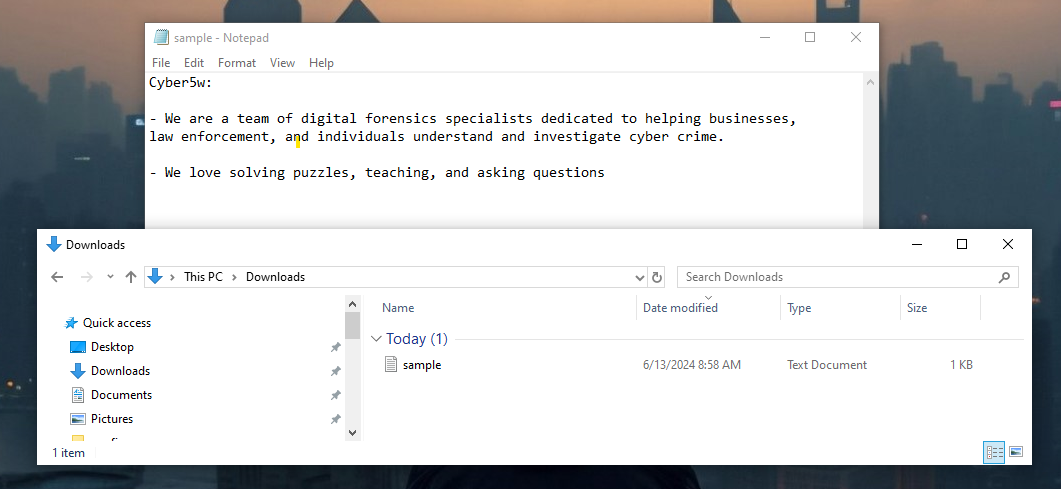 sample - Notepad
File Edit Format View Help
Cyber5w:
- We are a team of digital forensics specialists dedicated to helping businesses,
law enforcement, and individuals understand and investigate cyber crime.
- We love solving puzzles, teaching, and asking questions
Downloads
This PC Downloads
Search Downloads
Name Date modified Type Size
Quick access
Today (1)
Desktop
sample 6/13/2024 8:58 AM Text Document 1 KB
Downloads
Documents
Pictures
1 item